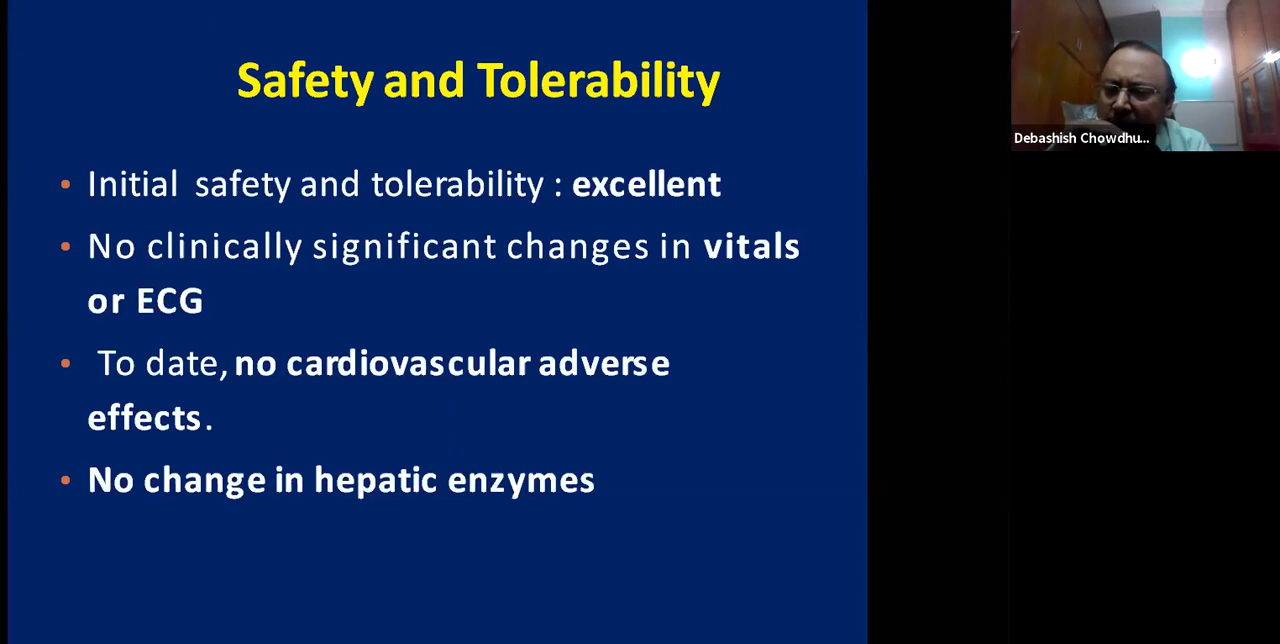 Safety and Tolerability
• Initial safety and tolerability : excellent
• No clinically significant changes in vitals
or ECG
• To date, no cardiovascular adverse
effects.
• No change in hepatic enzymes
Debashish Chowdhu...